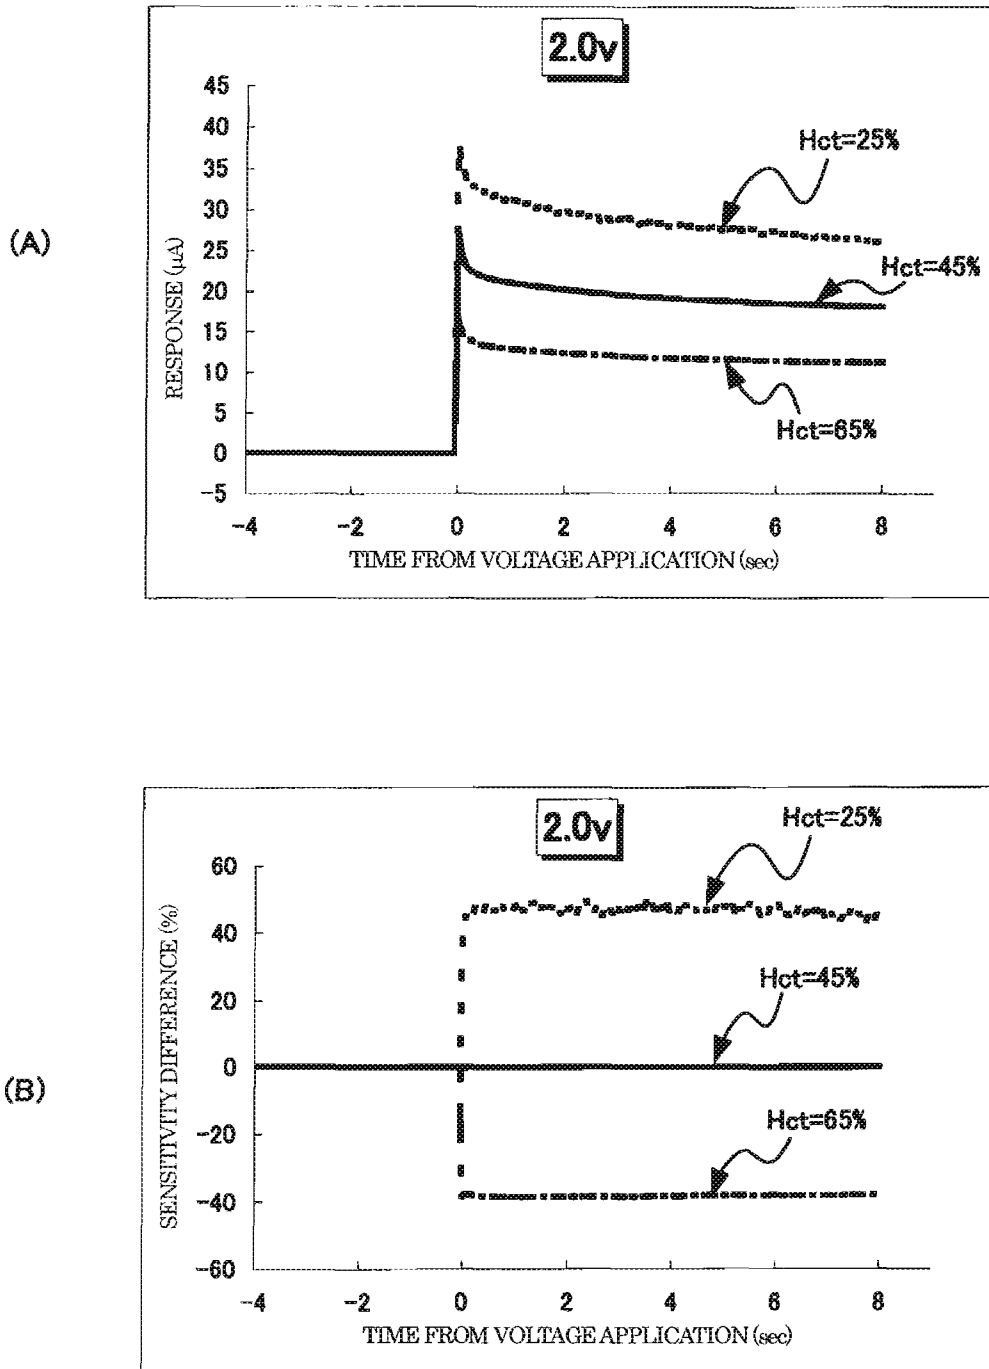 (A)
2.0v
45
40
35
30
25
20
15
10
5
0
-5
RESPONSE (μA)
Hct=25%
Hct=45%
Hct=65%
-4 -2 0 2 4 6 8
TIME FROM VOLTAGE APPLICATION (sec)
(B)
2.0v
60
40
20
0
-20
-40
-60
SENSITIVITY DIFFERENCE (%)
Hct=25%
Hct=45%
Hct=65%
-4 -2 0 2 4 6 8
TIME FROM VOLTAGE APPLICATION (sec)